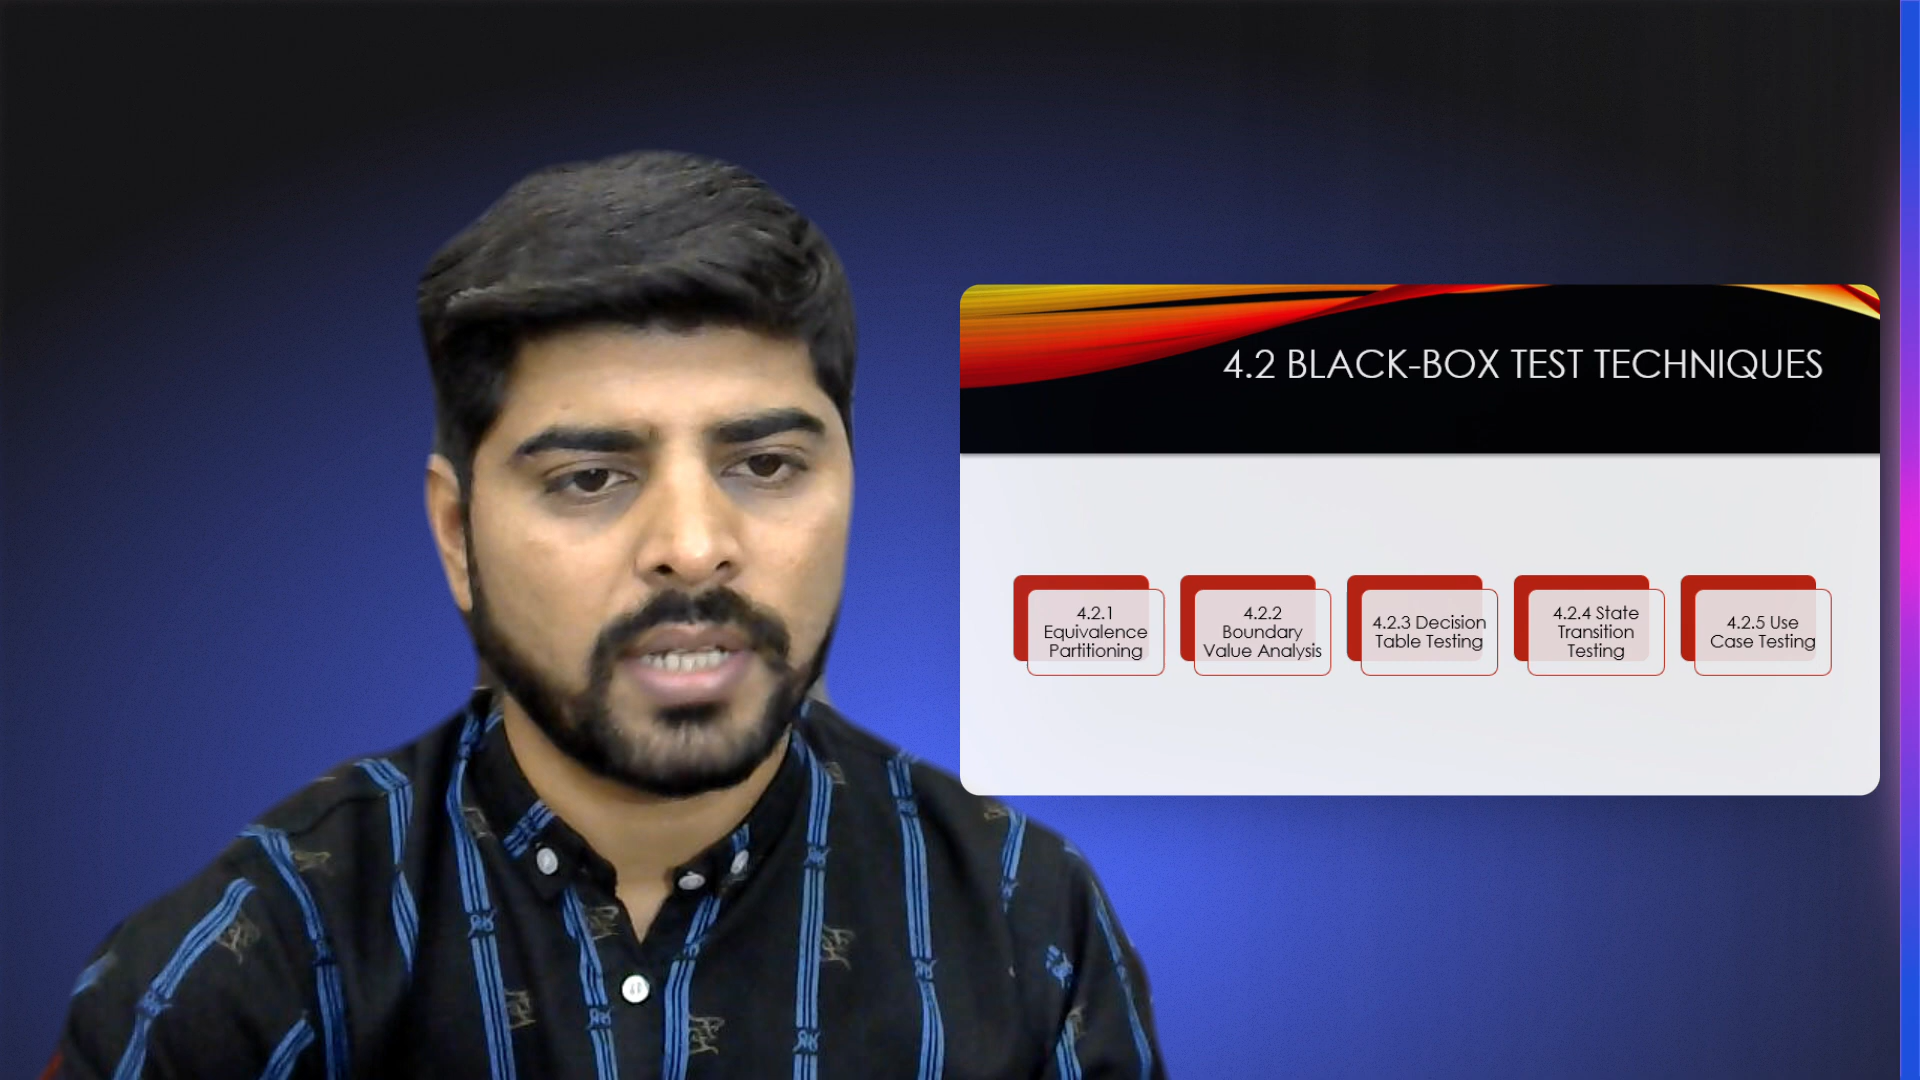 4.2 BLACK-BOX TEST TECHNIQUES
4.2.1
Equivalence
Partitioning
4.2.2
Boundary
Value Analysis
4.2.3 Decision
Table Testing
4.2.4 State
Transition
Testing
4.2.5 Use
Case Testing